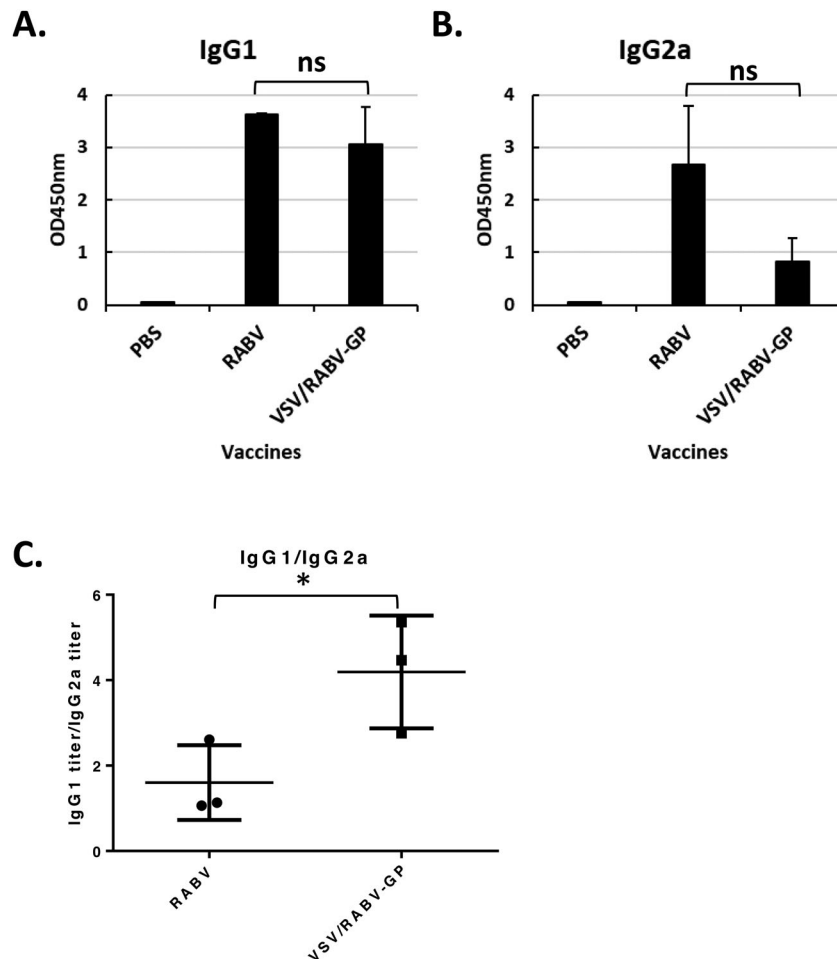 A.
IgG1
ns
4
3
2
1
0
OD450nm
PBS
RABV
VSV/RABV-GP
Vaccines
B.
IgG2a
ns
4
3
2
1
0
OD450nm
PBS
RABV
VSV/RABV-GP
Vaccines
C.
IgG1/IgG2a
*
6
4
2
0
IgG1 titer/IgG2a titer
RABV
VSV/RABV-GP